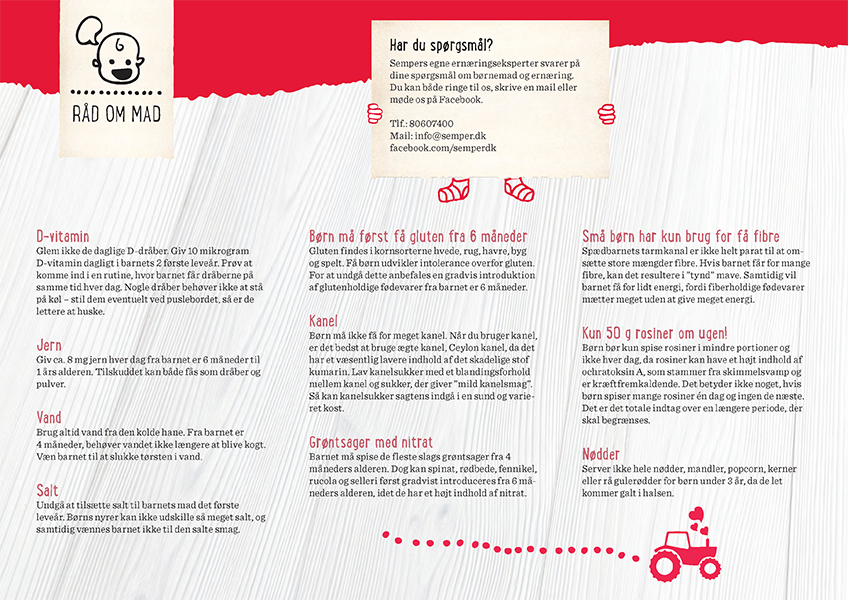 RÅD OM MAD
Har du spørgsmål?
Sempers egne ernæringseksperter svarer på
dine spørgsmål om børnemad og ernæring.
Du kan både ringe til os, skrive en mail eller
møde os på Facebook.
Tlf.: 80607400
Mail: info@semper.dk
facebook.com/semperdk
D-vitamin
Glem ikke de daglige D-dråber. Giv 10 mikrogram
D-vitamin dagligt i barnets 2 første leveår. Prøv at
komme ind i en rutine, hvor barnet får dråberne på
samme tid hver dag. Nogle dråber behøver ikke at stå
på køl – stil dem eventuelt ved puslebordet, så er de
lettere at huske.
Jern
Giv ca. 8 mg jern hver dag fra barnet er 6 måneder til
1 års alderen. Tilskuddet kan både fås som dråber og
pulver.
Vand
Brug altid vand fra den kolde hane. Fra barnet er
4 måneder, behøver vandet ikke længere at blive kogt.
Væn barnet til at slukke tørsten i vand.
Salt
Undgå at tilsætte salt til barnets mad det første
leveår. Børns nyrer kan ikke udskille så meget salt, og
samtidig vænnes barnet ikke til den salte smag.
Børn må først få gluten fra 6 måneder
Gluten findes i kornsorterne hvede, rug, havre, byg
og spelt. Få børn udvikler intolerance overfor gluten.
For at undgå dette anbefales en gradvis introduktion
af glutenholdige fødevarer fra barnet er 6 måneder.
Kanel
Børn må ikke få for meget kanel. Når du bruger kanel,
er det bedst at bruge ægte kanel, Ceylon kanel, da det
har et væsentlig lavere indhold af det skadelige stof
kumarin. Lav kanelsukker med et blandingsforhold
mellem kanel og sukker, der giver "mild kanelsmag".
Så kan kanelsukker sagtens indgå i en sund og varie-
ret kost.
Grøntsager med nitrat
Barnet må spise de fleste slags grøntsager fra 4
måneders alderen. Dog kan spinat, rødbede, fennikel,
rucola og selleri først gradvist introduceres fra 6 må-
neders alderen, idet de har et højt indhold af nitrat.
Små børn har kun brug for få fibre
Spædbarnets tarmkanal er ikke helt parat til at om-
sætte store mængder fibre. Hvis barnet får for mange
fibre, kan det resultere i "tynd" mave. Samtidig vil
barnet få for lidt energi, fordi fiberholdige fødevarer
mætter meget uden at give meget energi.
Kun 50 g rosiner om ugen!
Børn bør kun spise rosiner i mindre portioner og
ikke hver dag, da rosiner kan have et højt indhold af
ochratoksin A, som stammer fra skimmelsvamp og
er kræftfremkaldende. Det betyder ikke noget, hvis
børn spiser mange rosiner én dag og ingen de næste.
Det er det totale indtag over en længere periode, der
skal begrænses.
Nødder
Server ikke hele nødder, mandler, popcorn, kerner
eller rå gulerødder for børn under 3 år, da de let
kommer galt i halsen.